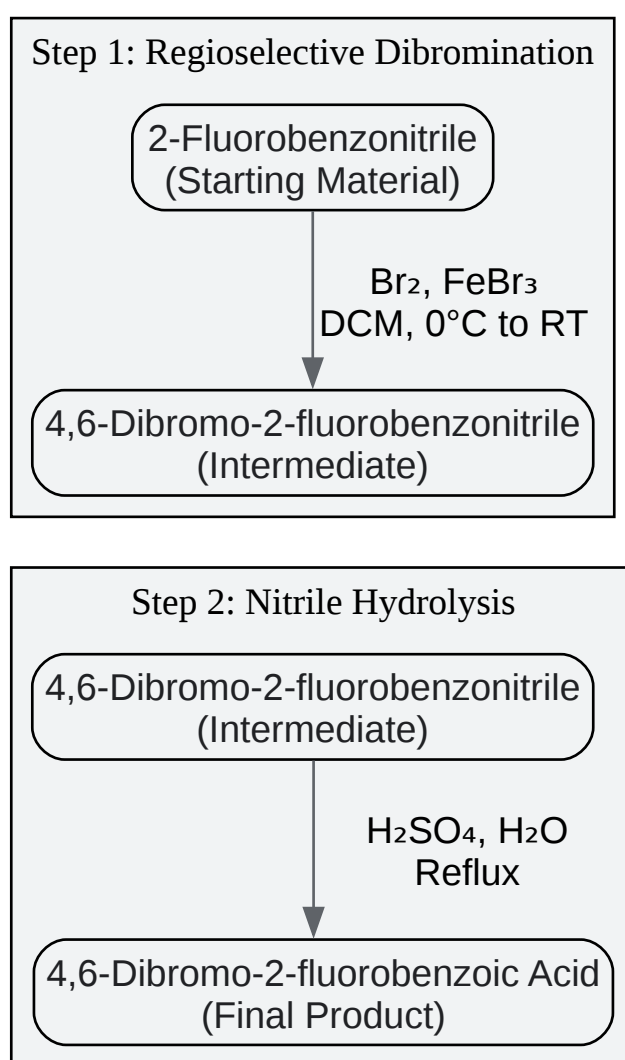 Step 1: Regioselective Dibromination
2-Fluorobenzonitrile
(Starting Material)
Br₂, FeBr₃
DCM, 0°C to RT
4,6-Dibromo-2-fluorobenzonitrile
(Intermediate)
Step 2: Nitrile Hydrolysis
4,6-Dibromo-2-fluorobenzonitrile
(Intermediate)
H₂SO₄, H₂O
Reflux
4,6-Dibromo-2-fluorobenzoic Acid
(Final Product)